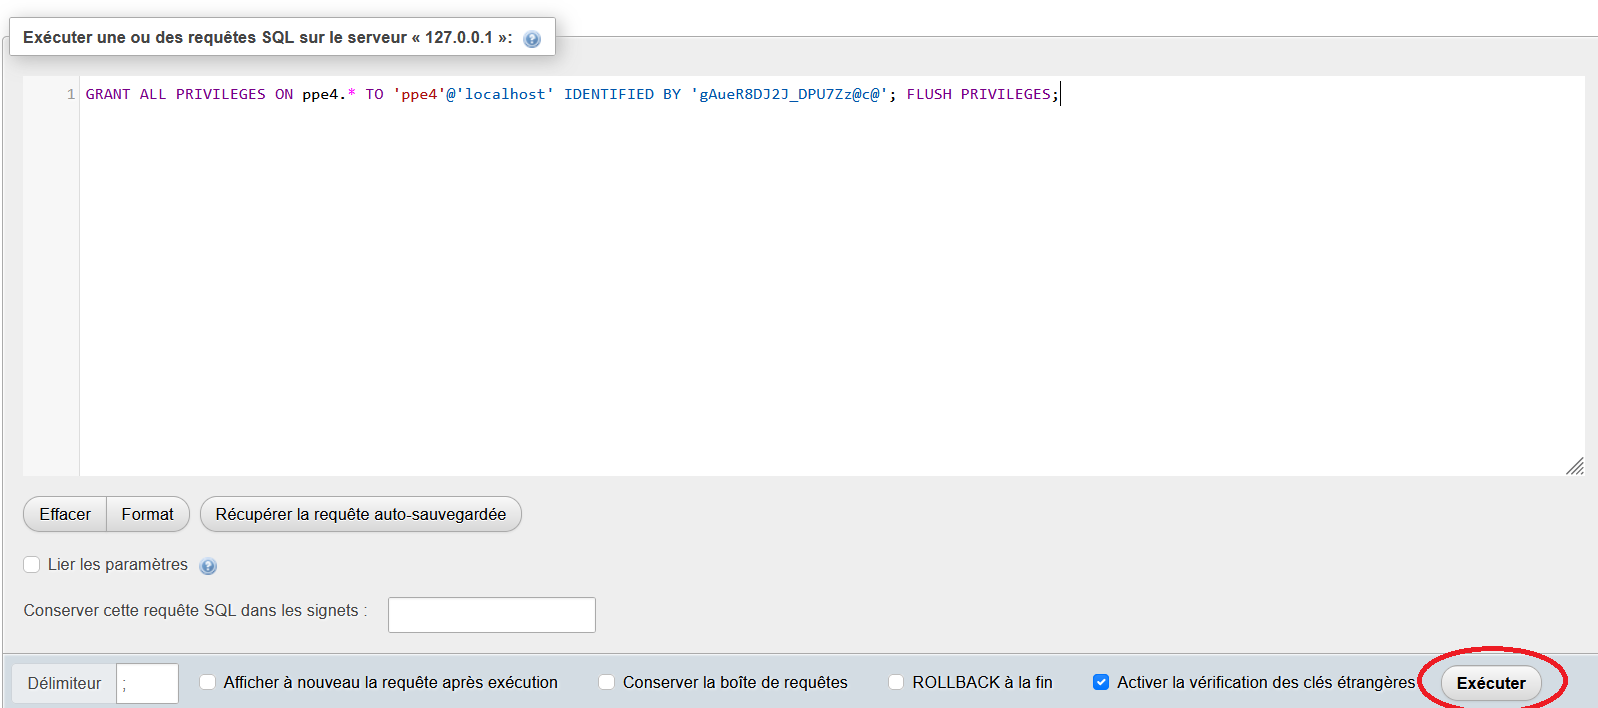 Exécuter une ou des requêtes SQL sur le serveur « 127.0.0.1 »:
1 GRANT ALL PRIVILEGES ON ppe4.* TO 'ppe4'@'localhost' IDENTIFIED BY 'gAueR8DJ2J_DPU7Zz@c@'; FLUSH PRIVILEGES;
Effacer Format Récupérer la requête auto-sauvegardée
Lier les paramètres
Conserver cette requête SQL dans les signets :
Délimiteur ; Afficher à nouveau la requête après exécution Conserver la boîte de requêtes ROLLBACK à la fin Activer la vérification des clés étrangères Exécuter